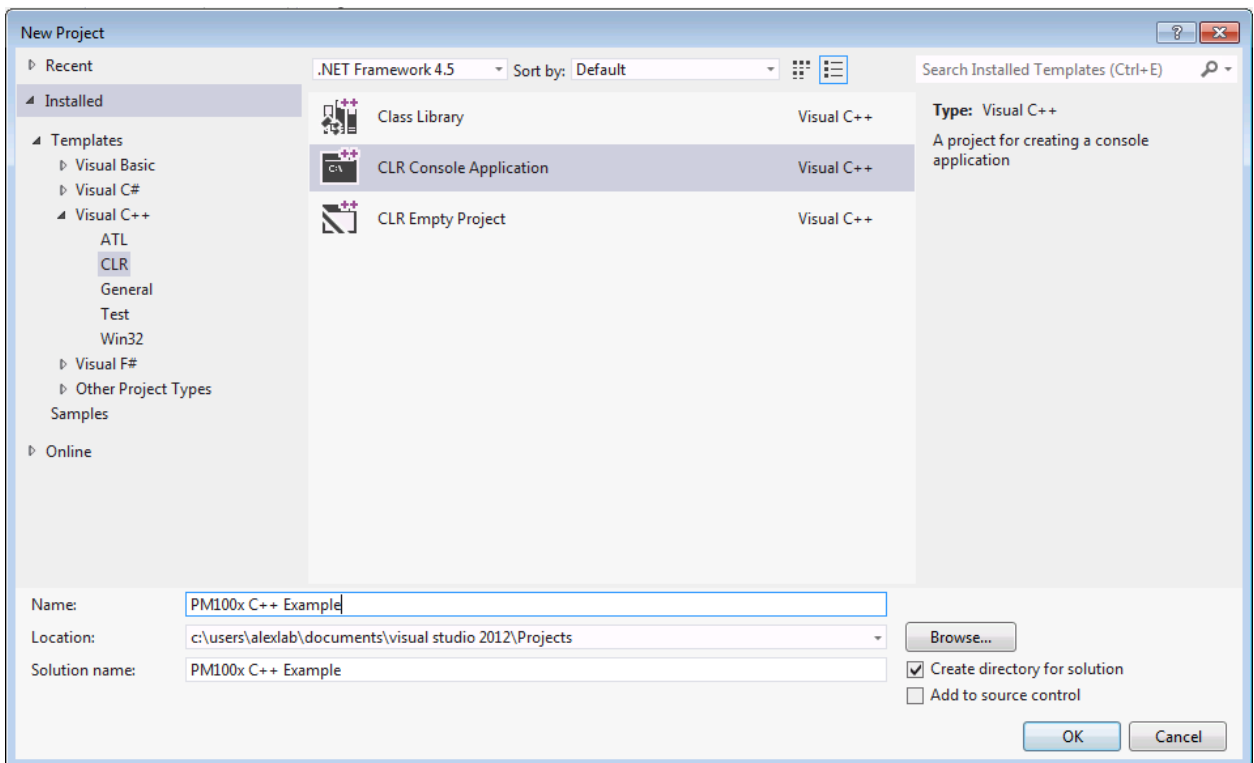 New Project
Recent
Installed
Templates
Visual Basic
Visual C#
Visual C++
ATL
CLR
General
Test
Win32
Visual F#
Other Project Types
Samples
Online
.NET Framework 4.5
Sort by: Default
Class Library Visual C++
CLR Console Application Visual C++
CLR Empty Project Visual C++
Search Installed Templates (Ctrl+E)
Type: Visual C++
A project for creating a console
application
Name: PM100x C++ Example
Location: c:\users\alexlab\documents\visual studio 2012\Projects
Browse...
Solution name: PM100x C++ Example
Create directory for solution
Add to source control
OK Cancel